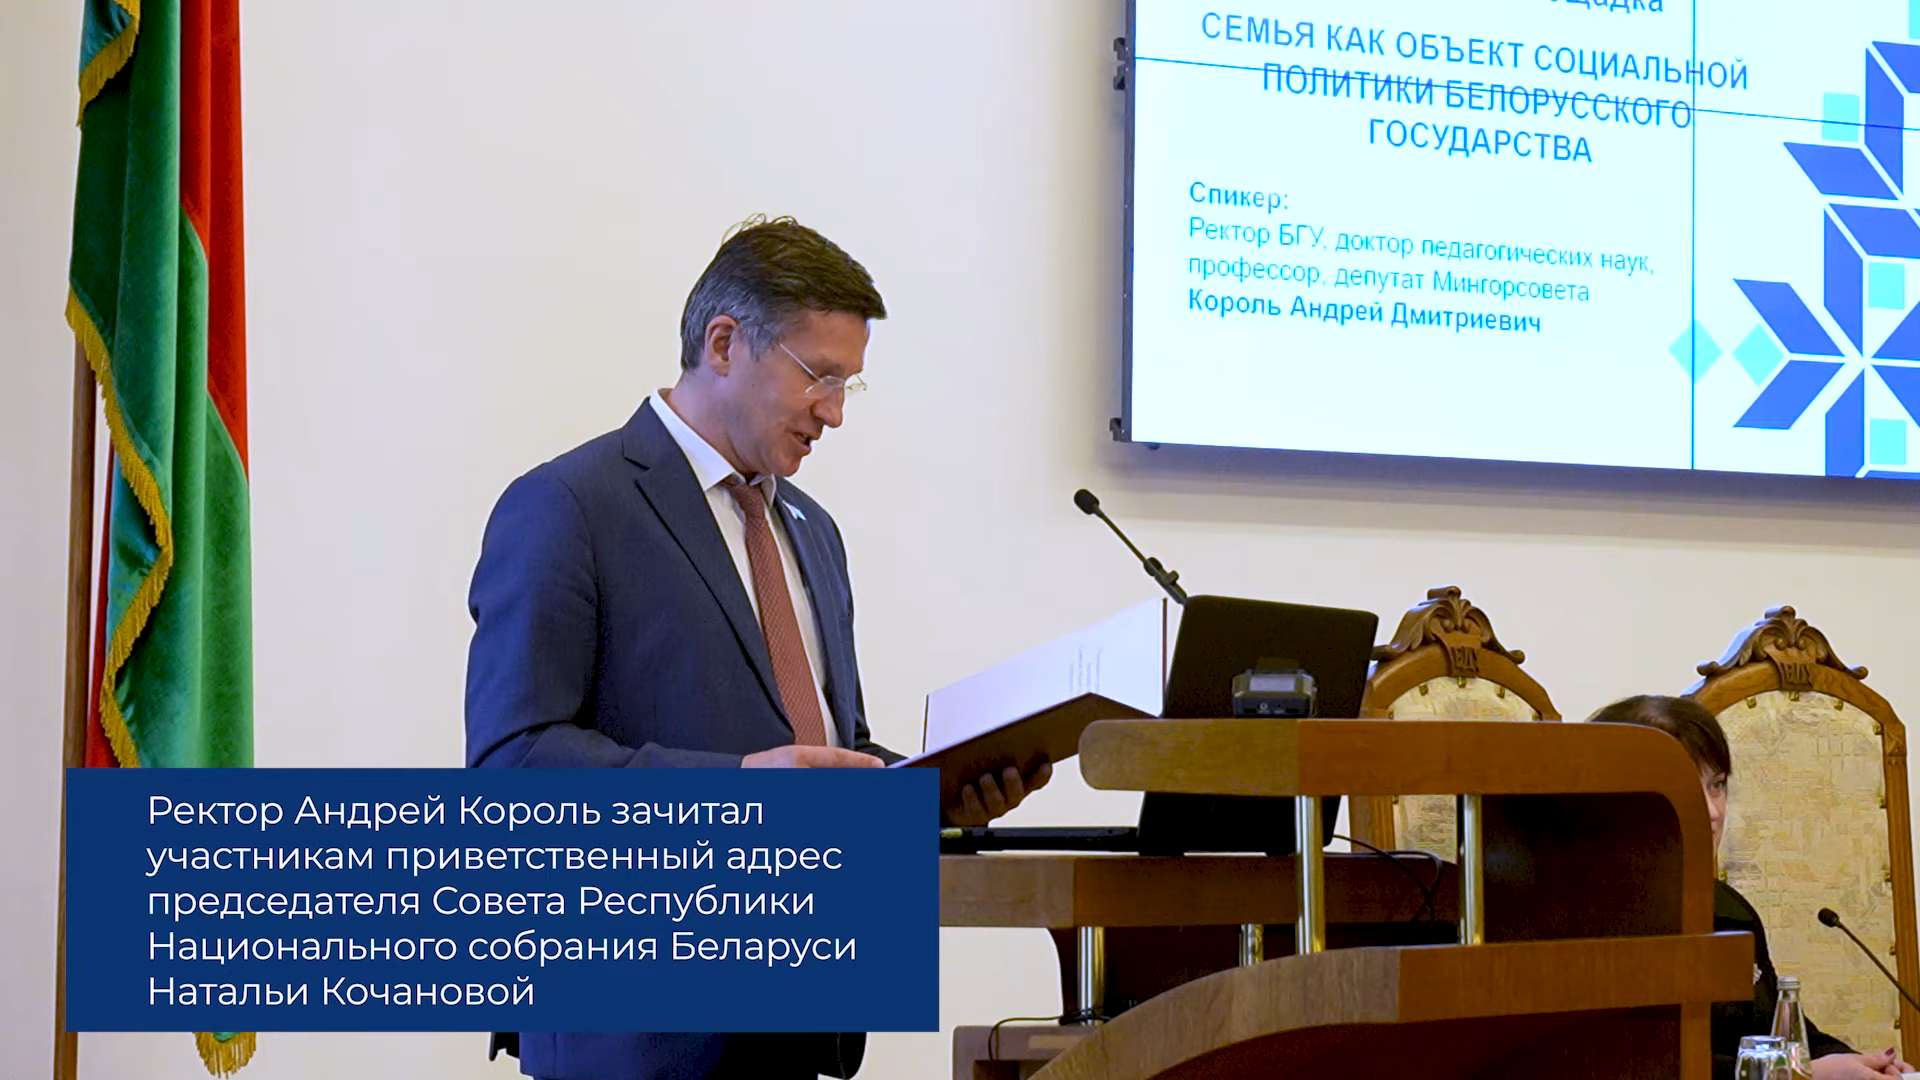 СЕМЬЯ КАК ОБЪЕКТ СОЦИАЛЬНОЙ
ПОЛИТИКИ БЕЛОРУССКОГО
ГОСУДАРСТВА
Спикер:
Ректор БГУ, доктор педагогических наук,
профессор, депутат Мингорсовета
Король Андрей Дмитриевич
Ректор Андрей Король зачитал
участникам приветственный адрес
председателя Совета Республики
Национального собрания Беларуси
Натальи Кочановой